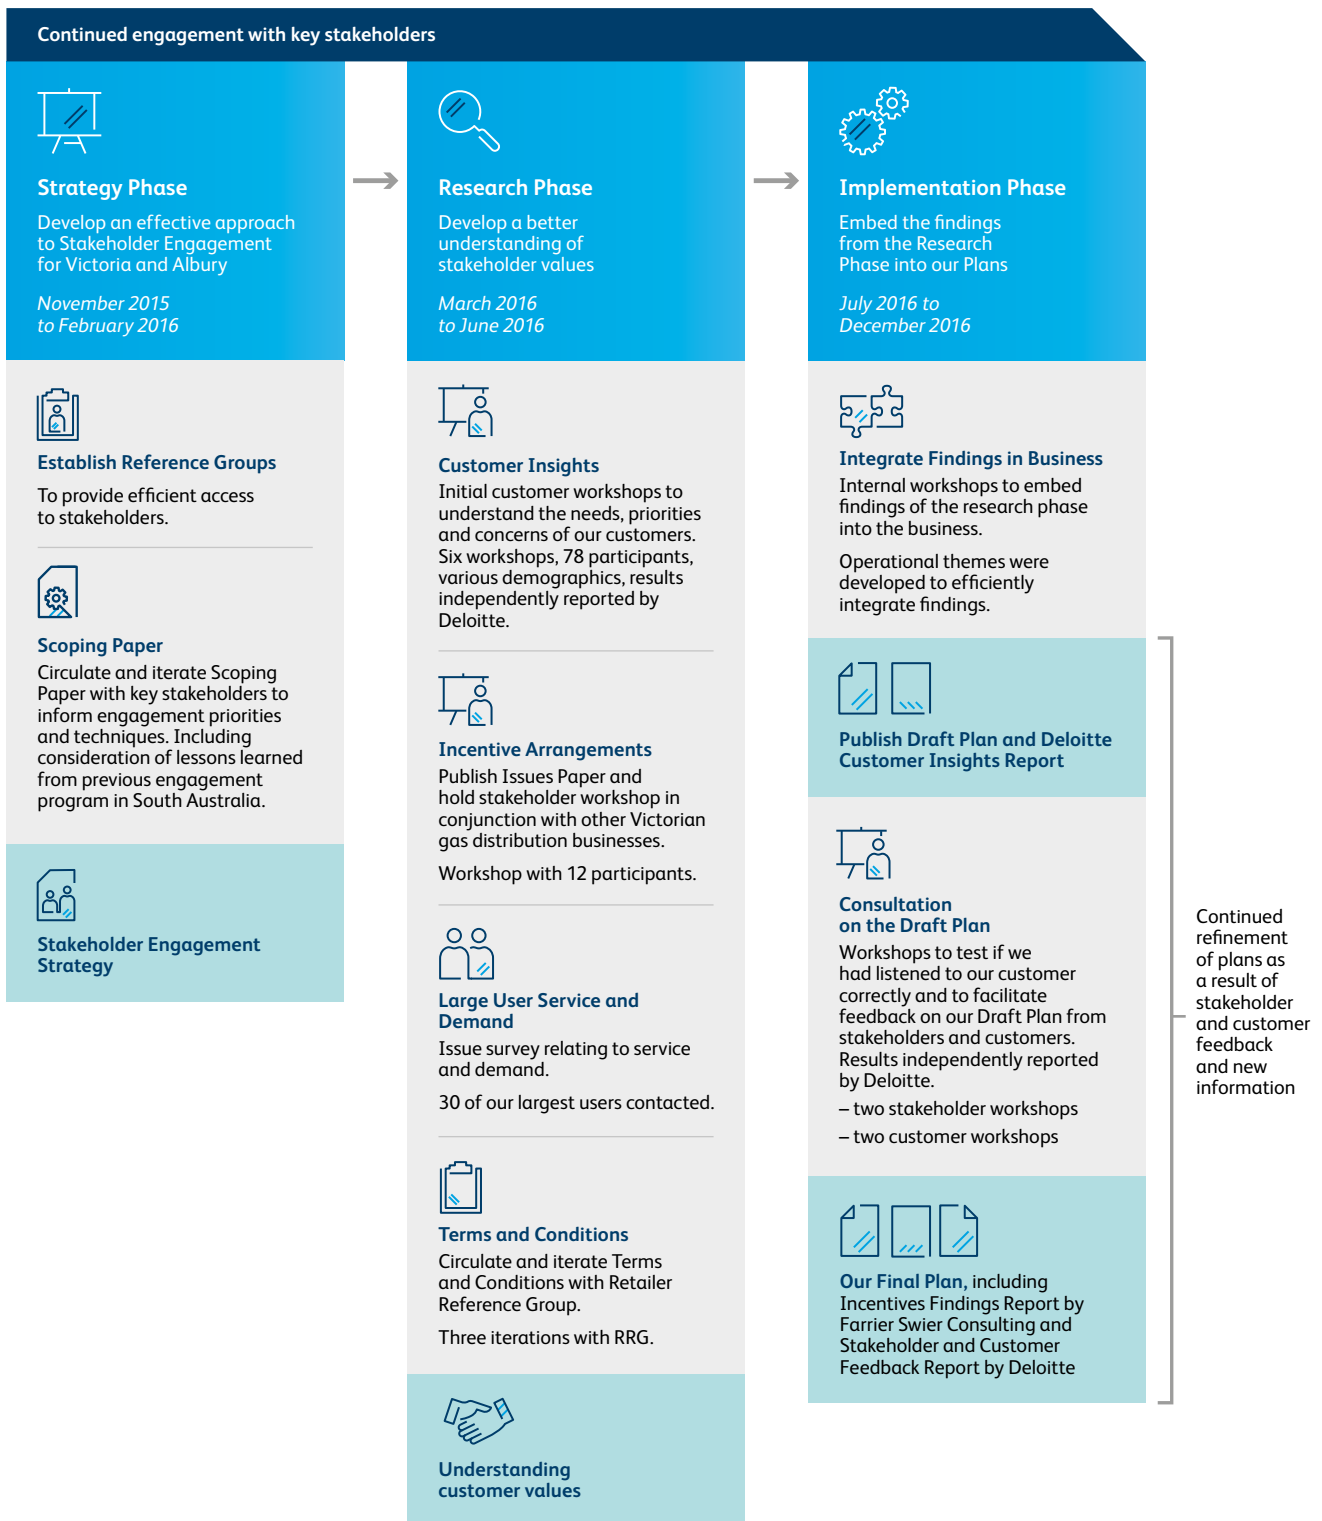 Continued engagement with key stakeholders
Strategy Phase
Develop an effective approach
to Stakeholder Engagement
for Victoria and Albury
November 2015
to February 2016
Establish Reference Groups
To provide efficient access
to stakeholders.
Scoping Paper
Circulate and iterate Scoping
Paper with key stakeholders to
inform engagement priorities
and techniques. Including
consideration of lessons learned
from previous engagement
program in South Australia.
Stakeholder Engagement
Strategy
Research Phase
Develop a better
understanding of
stakeholder values
March 2016
to June 2016
Customer Insights
Initial customer workshops to
understand the needs, priorities
and concerns of our customers.
Six workshops, 78 participants,
various demographics, results
independently reported by
Deloitte.
Incentive Arrangements
Publish Issues Paper and
hold stakeholder workshop in
conjunction with other Victorian
gas distribution businesses.
Workshop with 12 participants.
Large User Service and
Demand
Issue survey relating to service
and demand.
30 of our largest users contacted.
Terms and Conditions
Circulate and iterate Terms
and Conditions with Retailer
Reference Group.
Three iterations with RRG.
Understanding
customer values
Implementation Phase
Embed the findings
from the Research
Phase into our Plans
July 2016 to
December 2016
Integrate Findings in Business
Internal workshops to embed
findings of the research phase
into the business.
Operational themes were
developed to efficiently
integrate findings.
Publish Draft Plan and Deloitte
Customer Insights Report
Consultation
on the Draft Plan
Workshops to test if we
had listened to our customer
correctly and to facilitate
feedback on our Draft Plan from
stakeholders and customers.
Results independently reported
by Deloitte.
– two stakeholder workshops
– two customer workshops
Our Final Plan, including
Incentives Findings Report by
Farrier Swier Consulting and
Stakeholder and Customer
Feedback Report by Deloitte
Continued
refinement
of plans as
a result of
stakeholder
and customer
feedback
and new
information